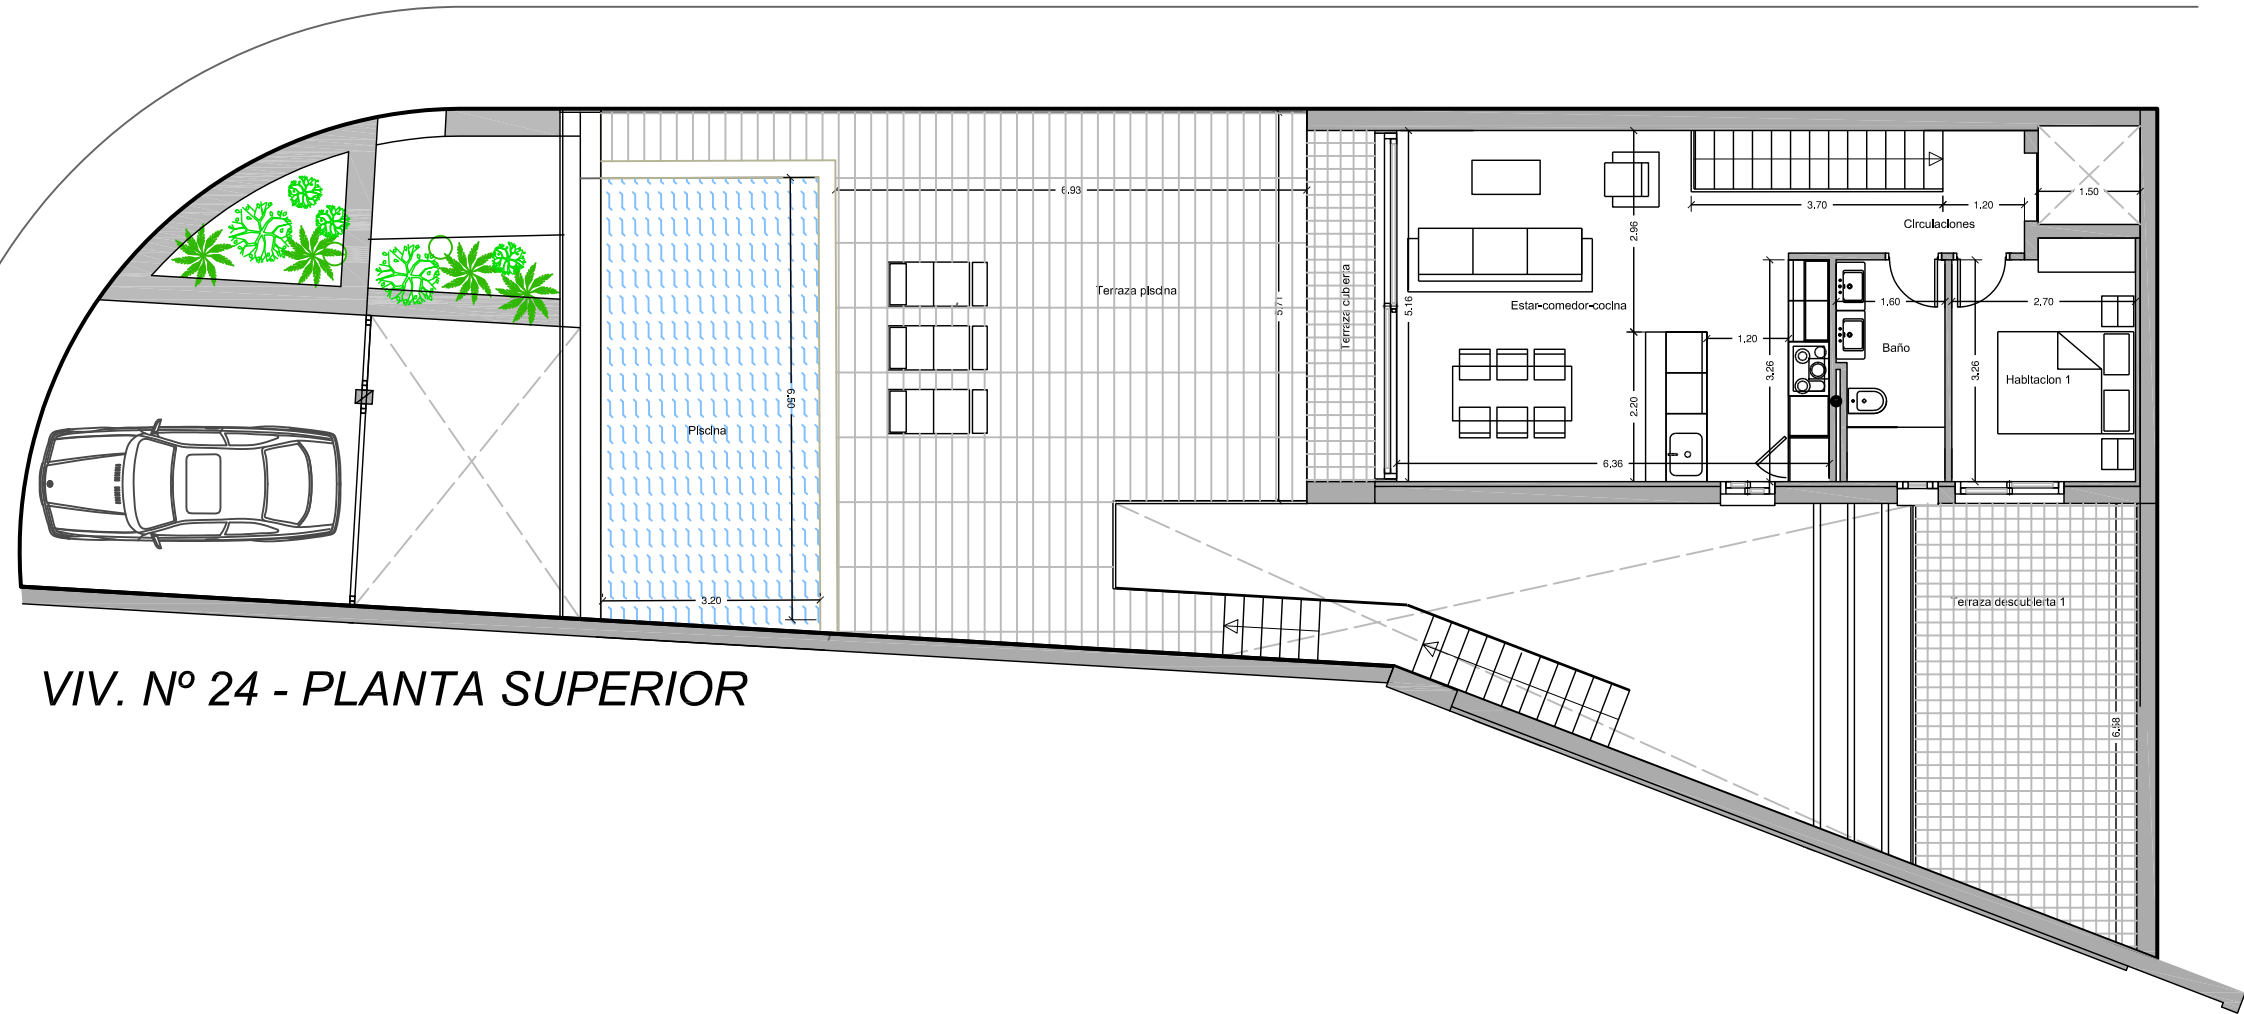 6.93
1.50
3.70
1.20
Circulaciones
2.96
Terraza piscina
Terraza cubierta
5.71
5.16
Estar-comedor-cocina
1.60
2.70
1.20
Baño
3.26
3.26
Habitacion 1
6.50
2.20
Piscina
6.36
3.20
Terraza descubierta 1
6.58
VIV. Nº 24 - PLANTA SUPERIOR